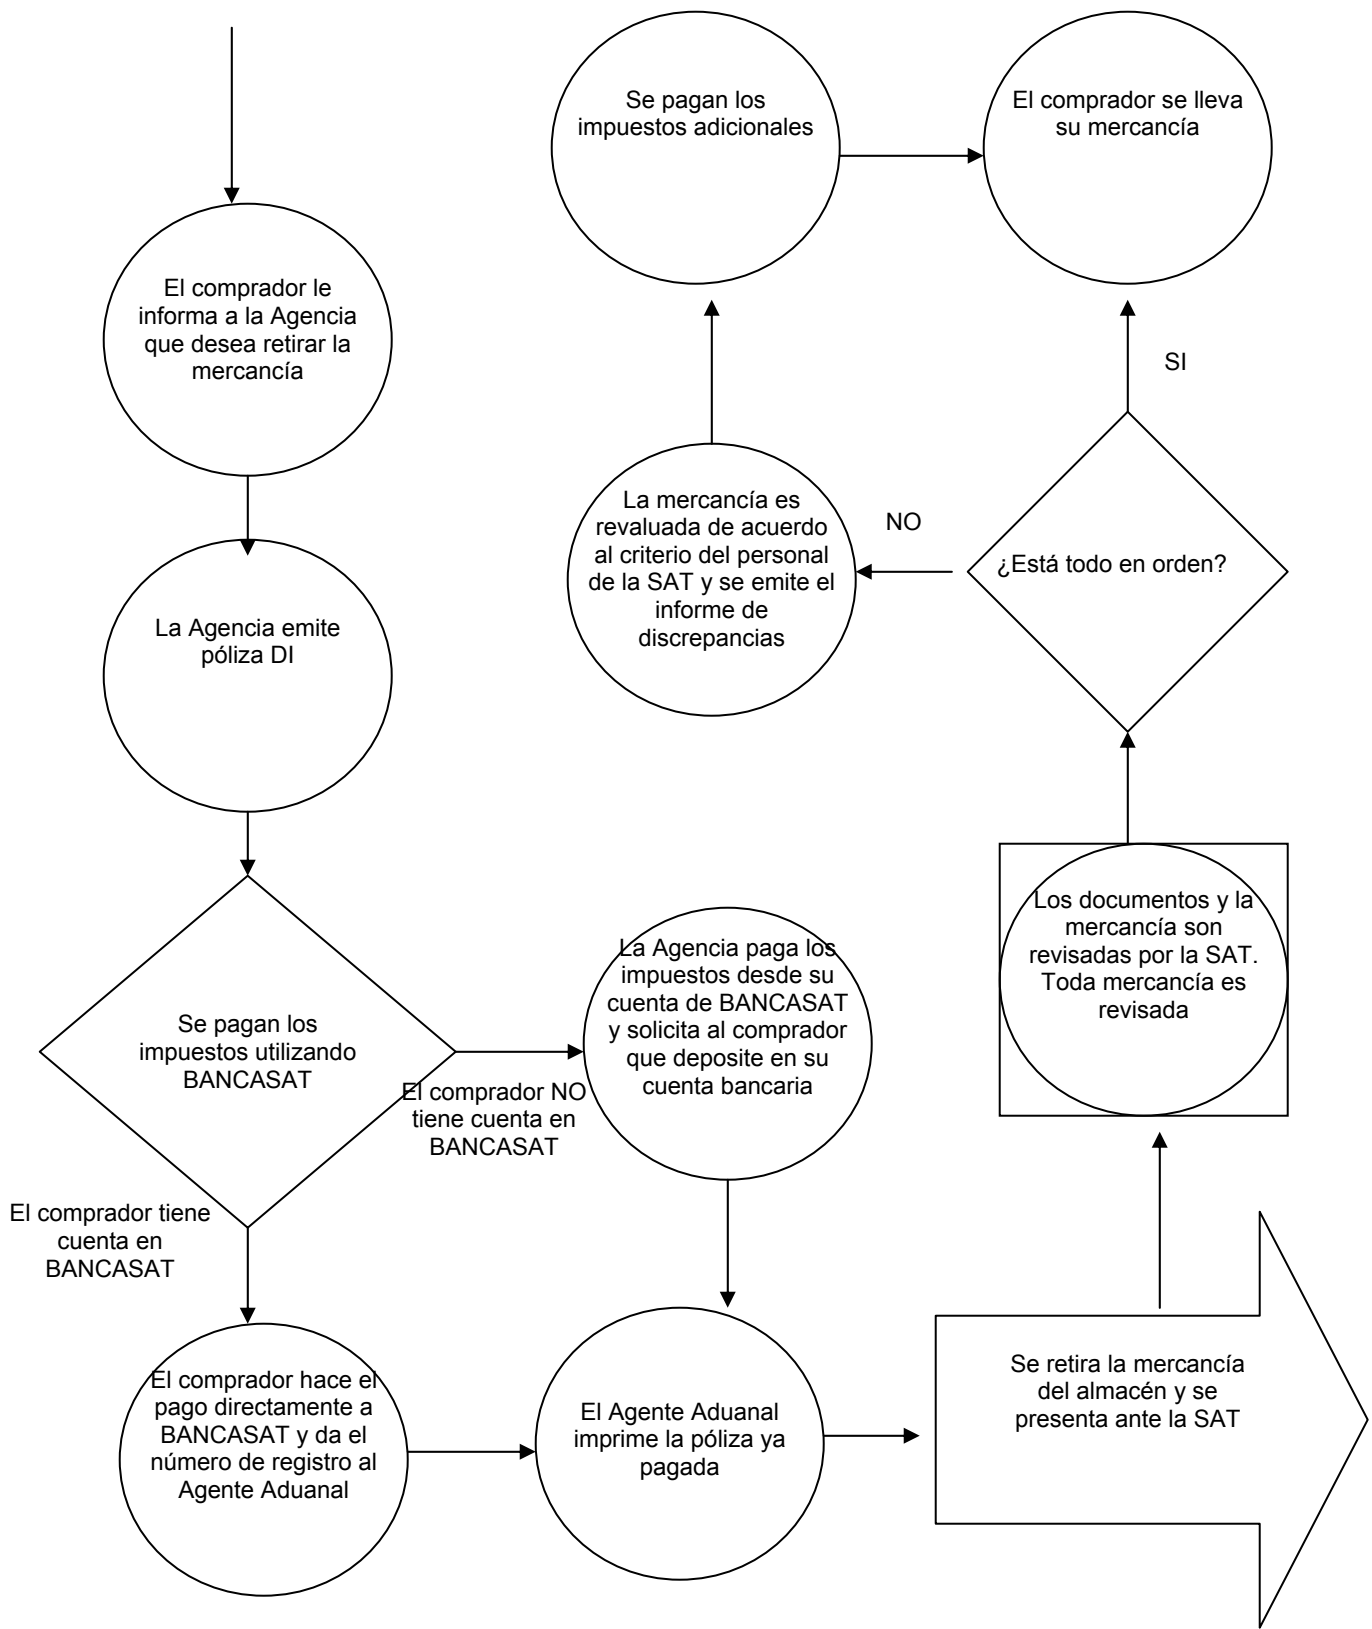 El comprador le
informa a la Agencia
que desea retirar la
mercancía
La Agencia emite
póliza DI
Se pagan los
impuestos utilizando
BANCASAT
El comprador NO
tiene cuenta en
BANCASAT
La Agencia paga los
impuestos desde su
cuenta de BANCASAT
y solicita al comprador
que deposite en su
cuenta bancaria
El comprador tiene
cuenta en
BANCASAT
El comprador hace el
pago directamente a
BANCASAT y da el
número de registro al
Agente Aduanal
El Agente Aduanal
imprime la póliza ya
pagada
Se retira la mercancía
del almacén y se
presenta ante la SAT
Los documentos y la
mercancía son
revisadas por la SAT.
Toda mercancía es
revisada
¿Está todo en orden?
NO
La mercancía es
revaluada de acuerdo
al criterio del personal
de la SAT y se emite el
informe de
discrepancias
Se pagan los
impuestos adicionales
SI
El comprador se lleva
su mercancía